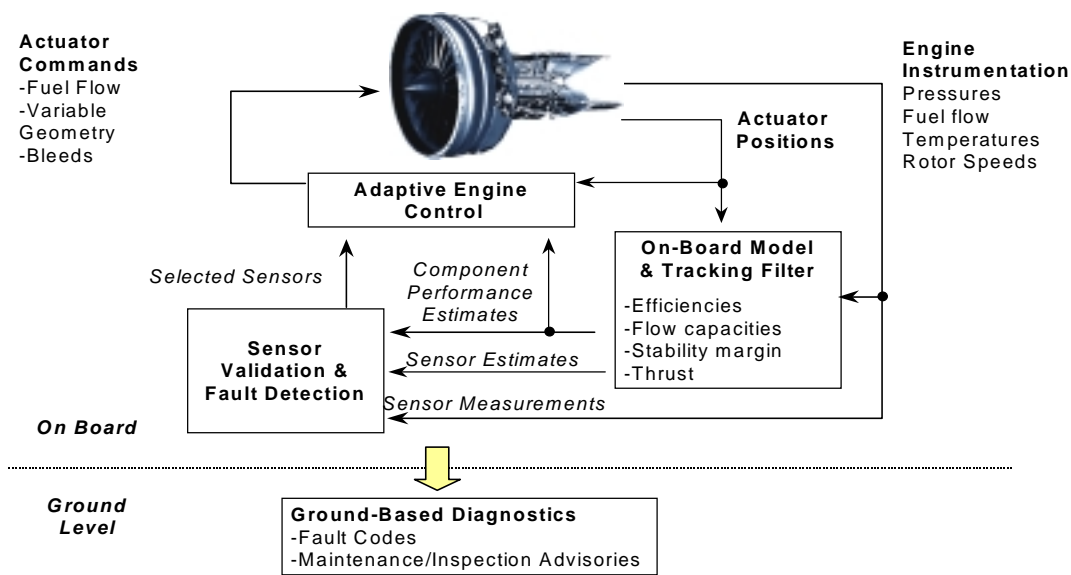 Actuator
Commands
-Fuel Flow
-Variable
Geometry
-Bleeds
Engine
Instrumentation
Pressures
Fuel flow
Temperatures
Rotor Speeds
Actuator
Positions
Adaptive Engine
Control
On-Board Model
& Tracking Filter
-Efficiencies
-Flow capacities
-Stability margin
-Thrust
Selected Sensors
Component
Performance
Estimates
Sensor
Validation &
Fault Detection
Sensor Estimates
Sensor Measurements
On Board
Ground
Level
Ground-Based Diagnostics
-Fault Codes
-Maintenance/Inspection Advisories